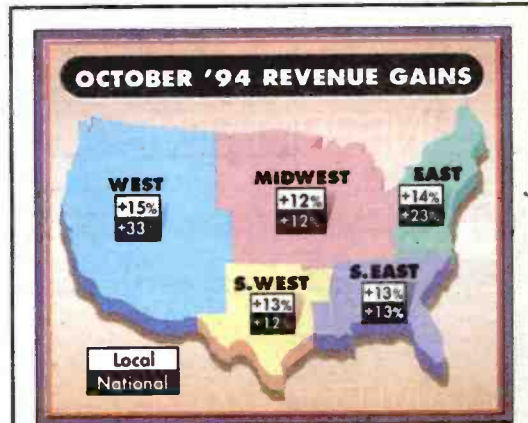 OCTOBER '94 REVENUE GAINS
WEST
+15%
+33
MIDWEST
+12%
+12%
EAST
+14%
+23%
S.WEST
+13%
+12%
S.EAST
+13%
+13%
Local
National